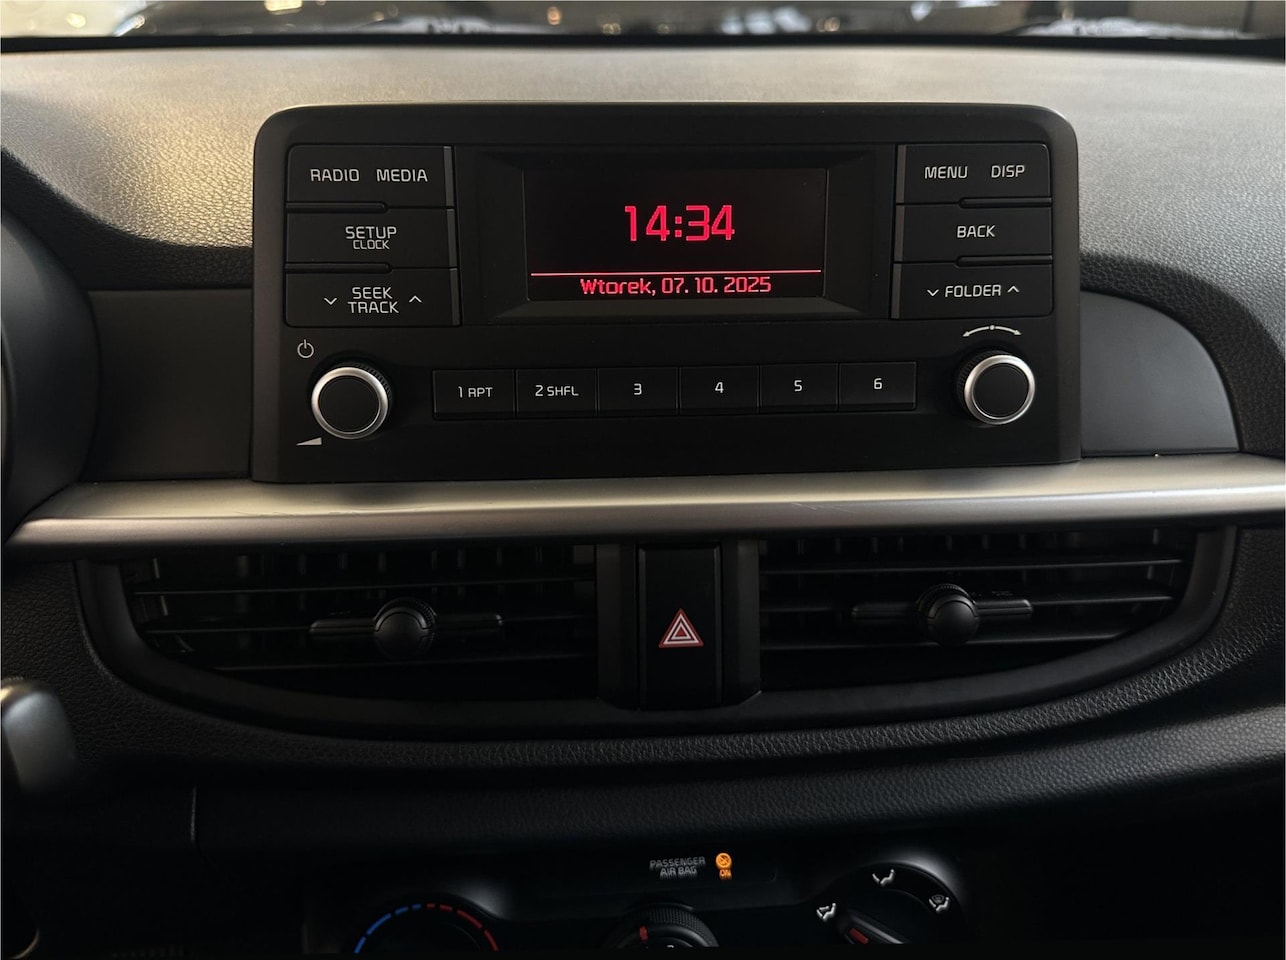 RADIO MEDIA
SETUP
CLOCK
SEEK
TRACK
14:34
Wtorek, 07. 10. 2025
MENU DISP
BACK
FOLDER
1 RPT
2 SHFL
3
4
5
6
PASSENGER
AIR BAG
ON